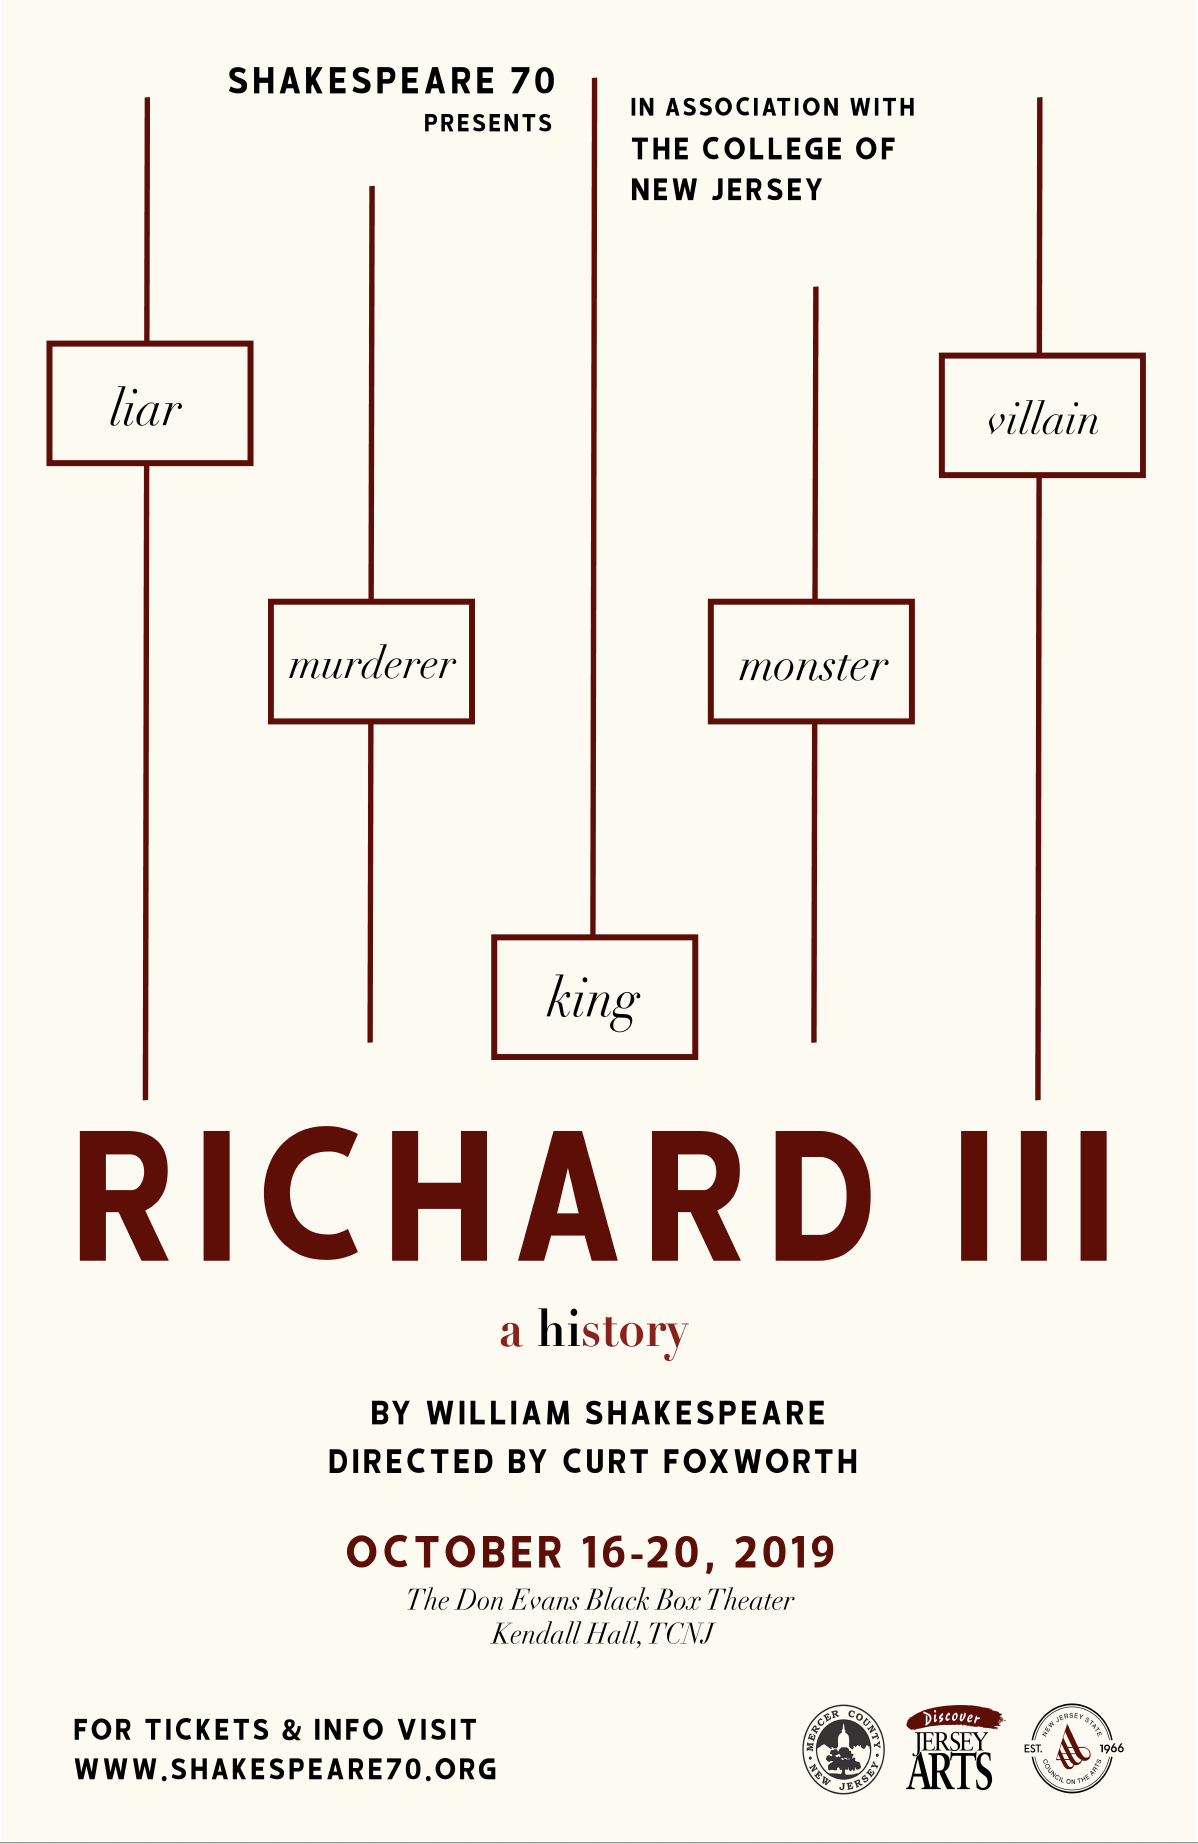 SHAKESPEARE 70
PRESENTS
IN ASSOCIATION WITH
THE COLLEGE OF
NEW JERSEY
liar
villain
murderer
monster
king
RICHARD III
a history
BY WILLIAM SHAKESPEARE
DIRECTED BY CURT FOXWORTH
OCTOBER 16-20, 2019
The Don Evans Black Box Theater
Kendall Hall, TCNJ
FOR TICKETS & INFO VISIT
WWW.SHAKESPEARE70.ORG
MERCER COUNTY
NEW JERSEY
Discover
JERSEY
ARTS
NEW JERSEY STATE
EST. 1966
COUNCIL ON THE ARTS